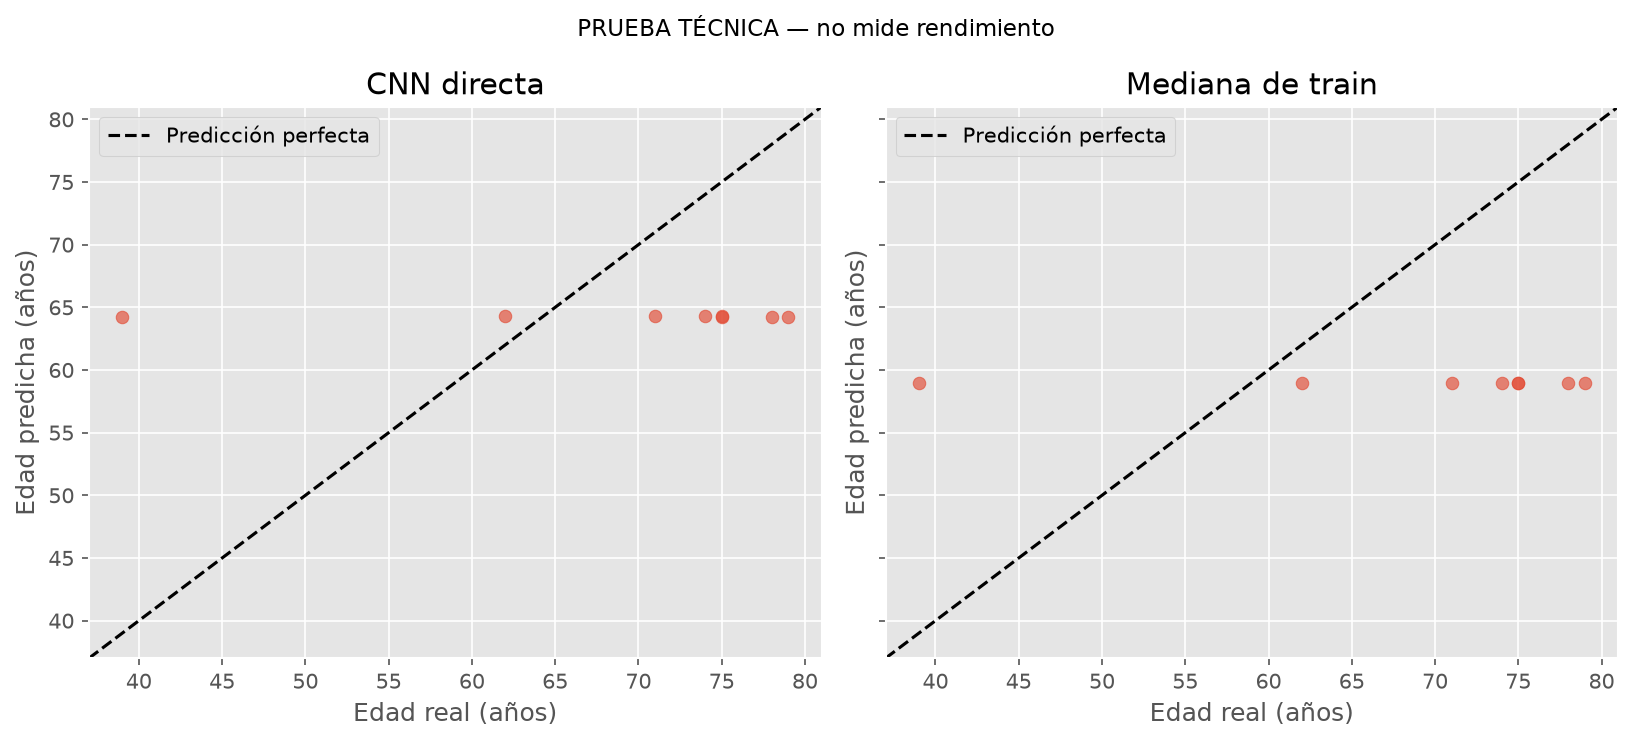 PRUEBA TÉCNICA — no mide rendimiento
CNN directa
Predicción perfecta
80
75
70
65
60
55
50
45
40
Edad predicha (años)
40 45 50 55 60 65 70 75 80
Edad real (años)
Mediana de train
Predicción perfecta
Edad predicha (años)
40 45 50 55 60 65 70 75 80
Edad real (años)